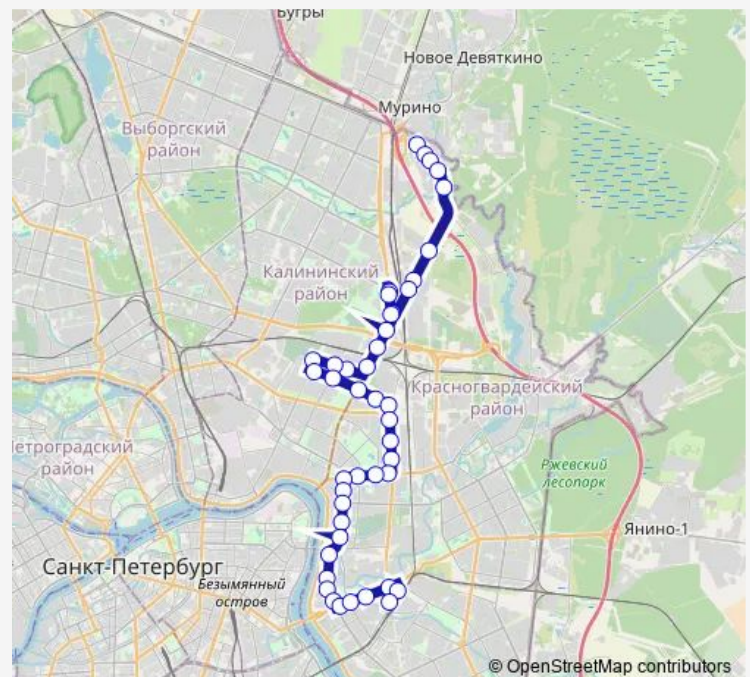 Бугры
Новое Девяткино
Мурино
Выборгский
район
Калининский
район
Красногвардейский
район
Петроградский
район
Ржевский
лесопарк
Янино-1
Санкт-Петербург
Безымянный
остров
© OpenStreetMap contributors